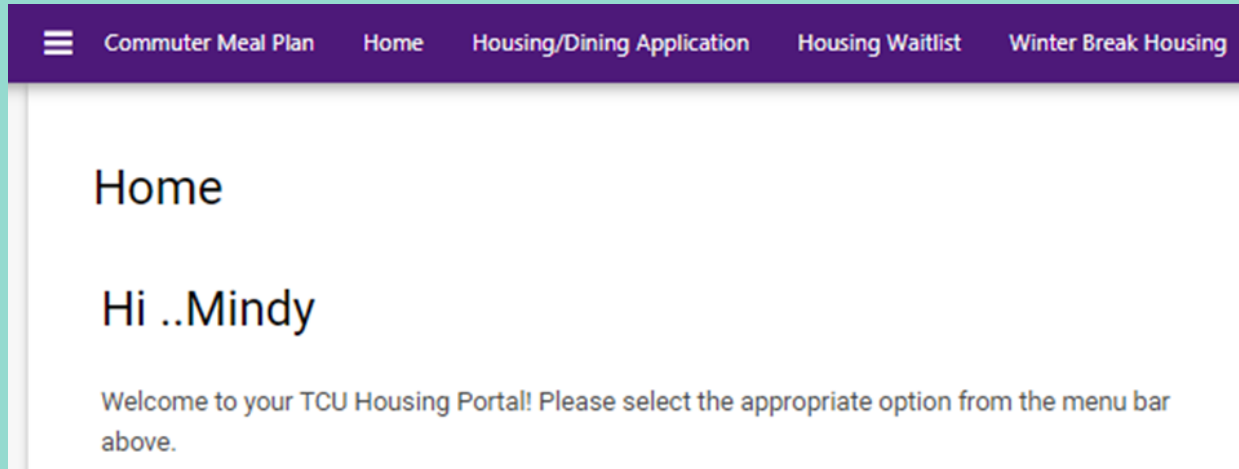 Commuter Meal Plan Home Housing/Dining Application Housing Waitlist Winter Break Housing
Home
Hi ..Mindy
Welcome to your TCU Housing Portal! Please select the appropriate option from the menu bar
above.